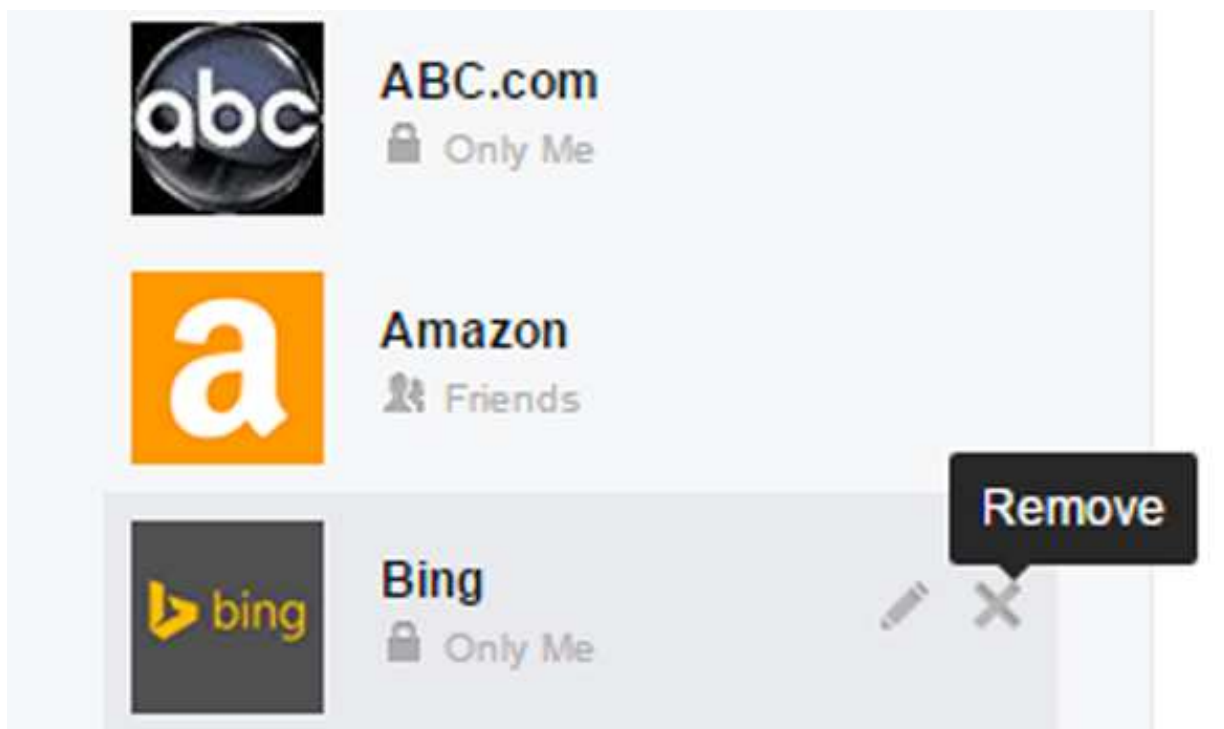 abc
ABC.com
Only Me
a
Amazon
Friends
Remove
bing
Bing
Only Me